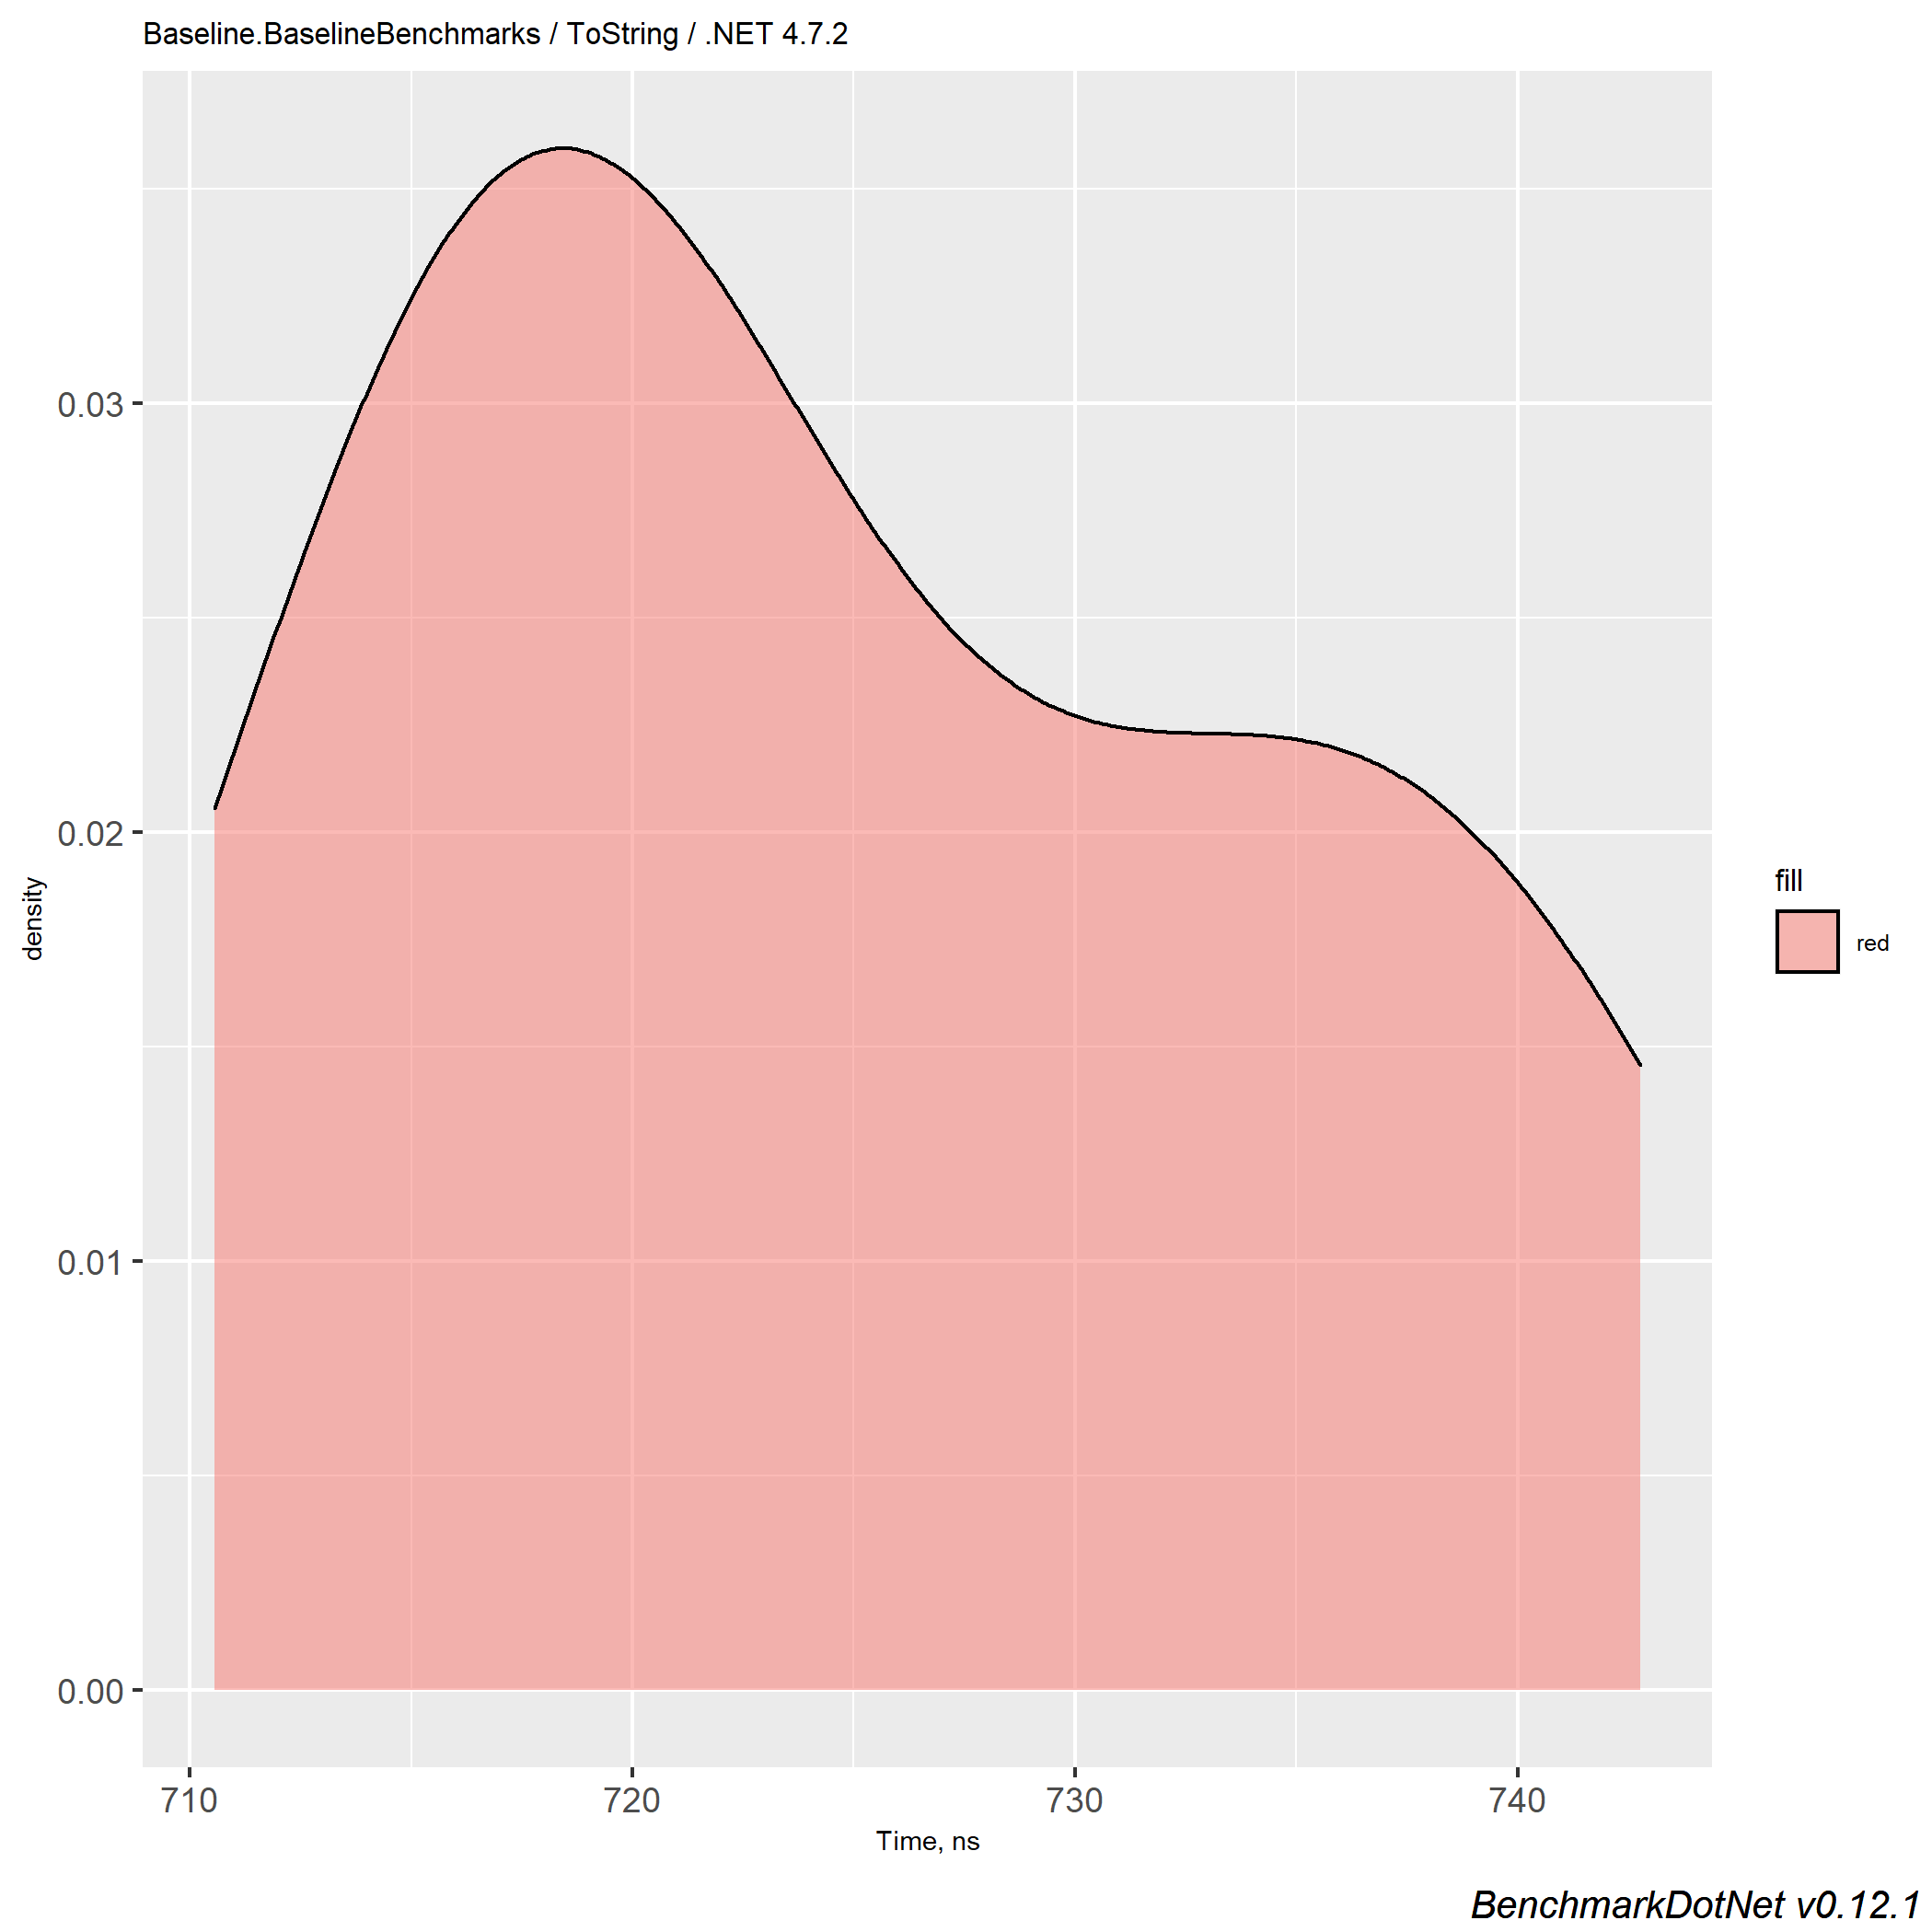 Baseline.BaselineBenchmarks / ToString / .NET 4.7.2
0.03
0.02
0.01
0.00
density
710 720 730 740
Time, ns
fill
red
BenchmarkDotNet v0.12.1